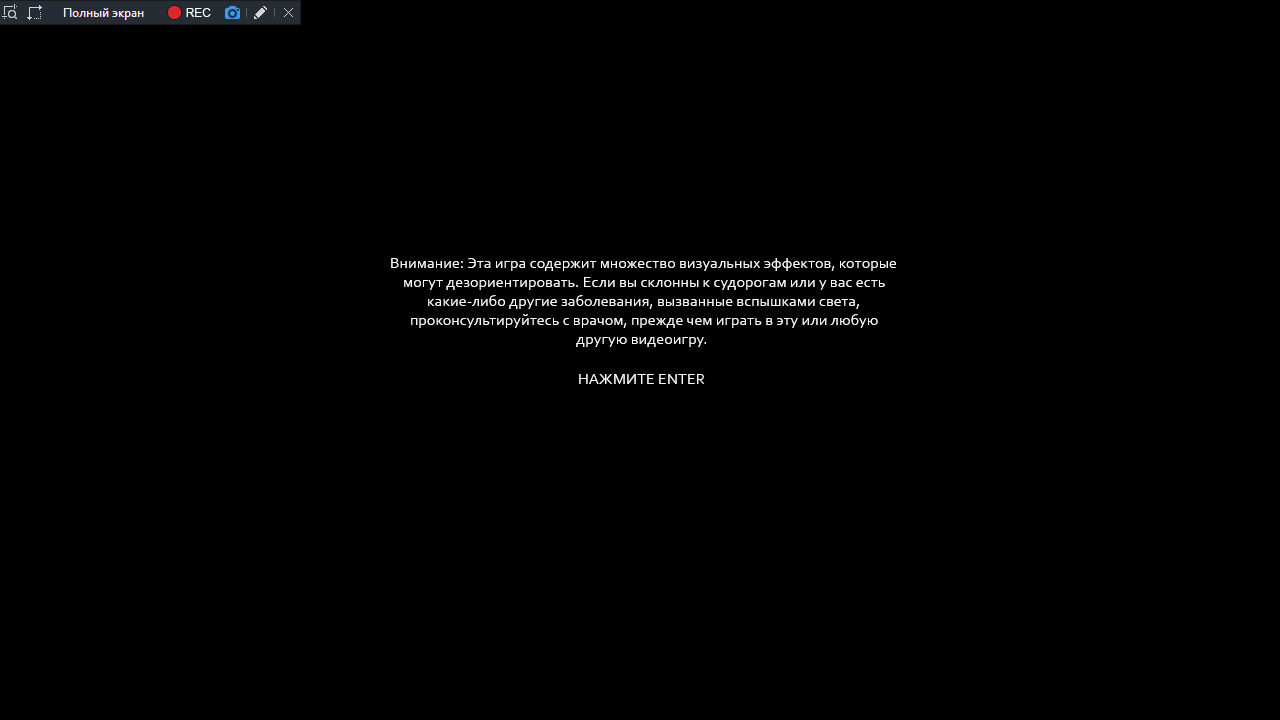 Полный экран
REC
Внимание: Эта игра содержит множество визуальных эффектов, которые
могут дезориентировать. Если вы склонны к судорогам или у вас есть
какие-либо другие заболевания, вызванные вспышками света,
проконсультируйтесь с врачом, прежде чем играть в эту или любую
другую видеоигру.
НАЖМИТЕ ENTER